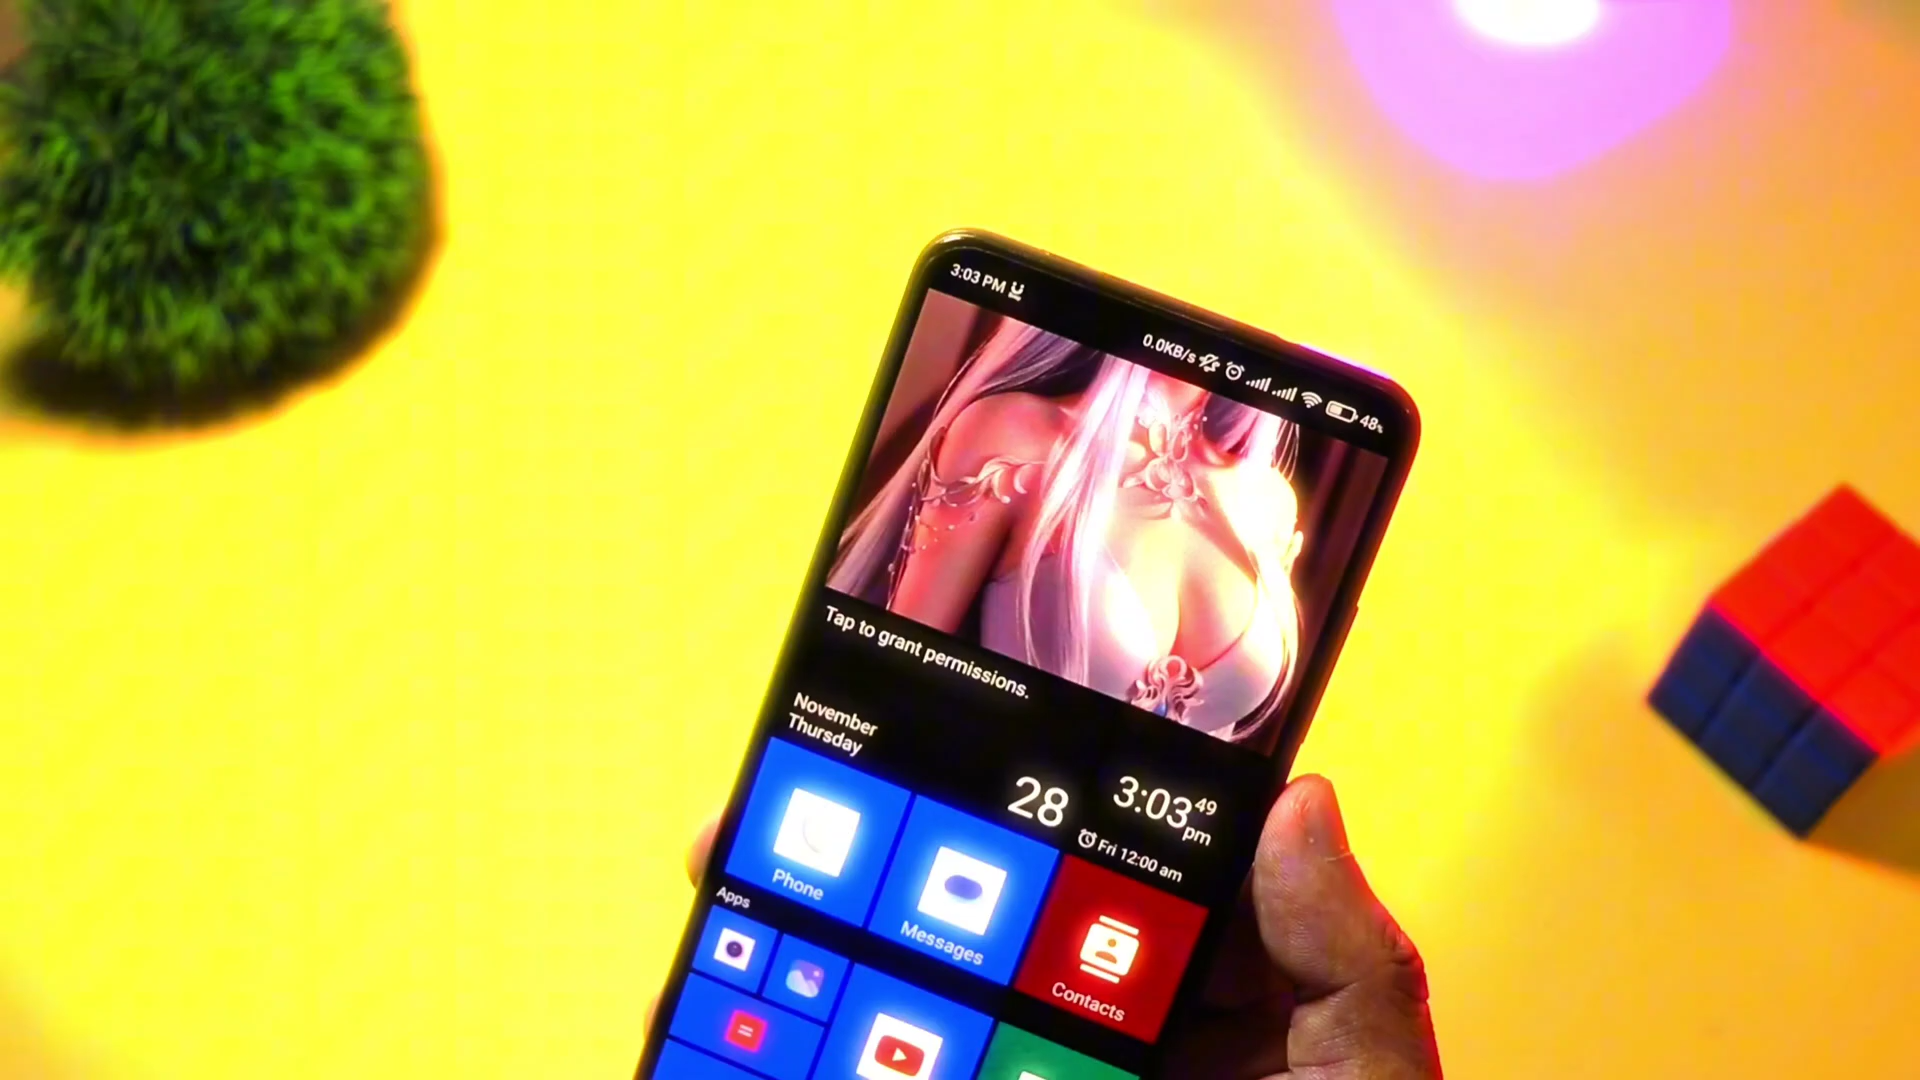 3:03 PM
0.0KB/s 48%
Tap to grant permissions.
November
Thursday
28
3:03 49
pm
Fri 12:00 am
Phone
Messages
Contacts
Apps